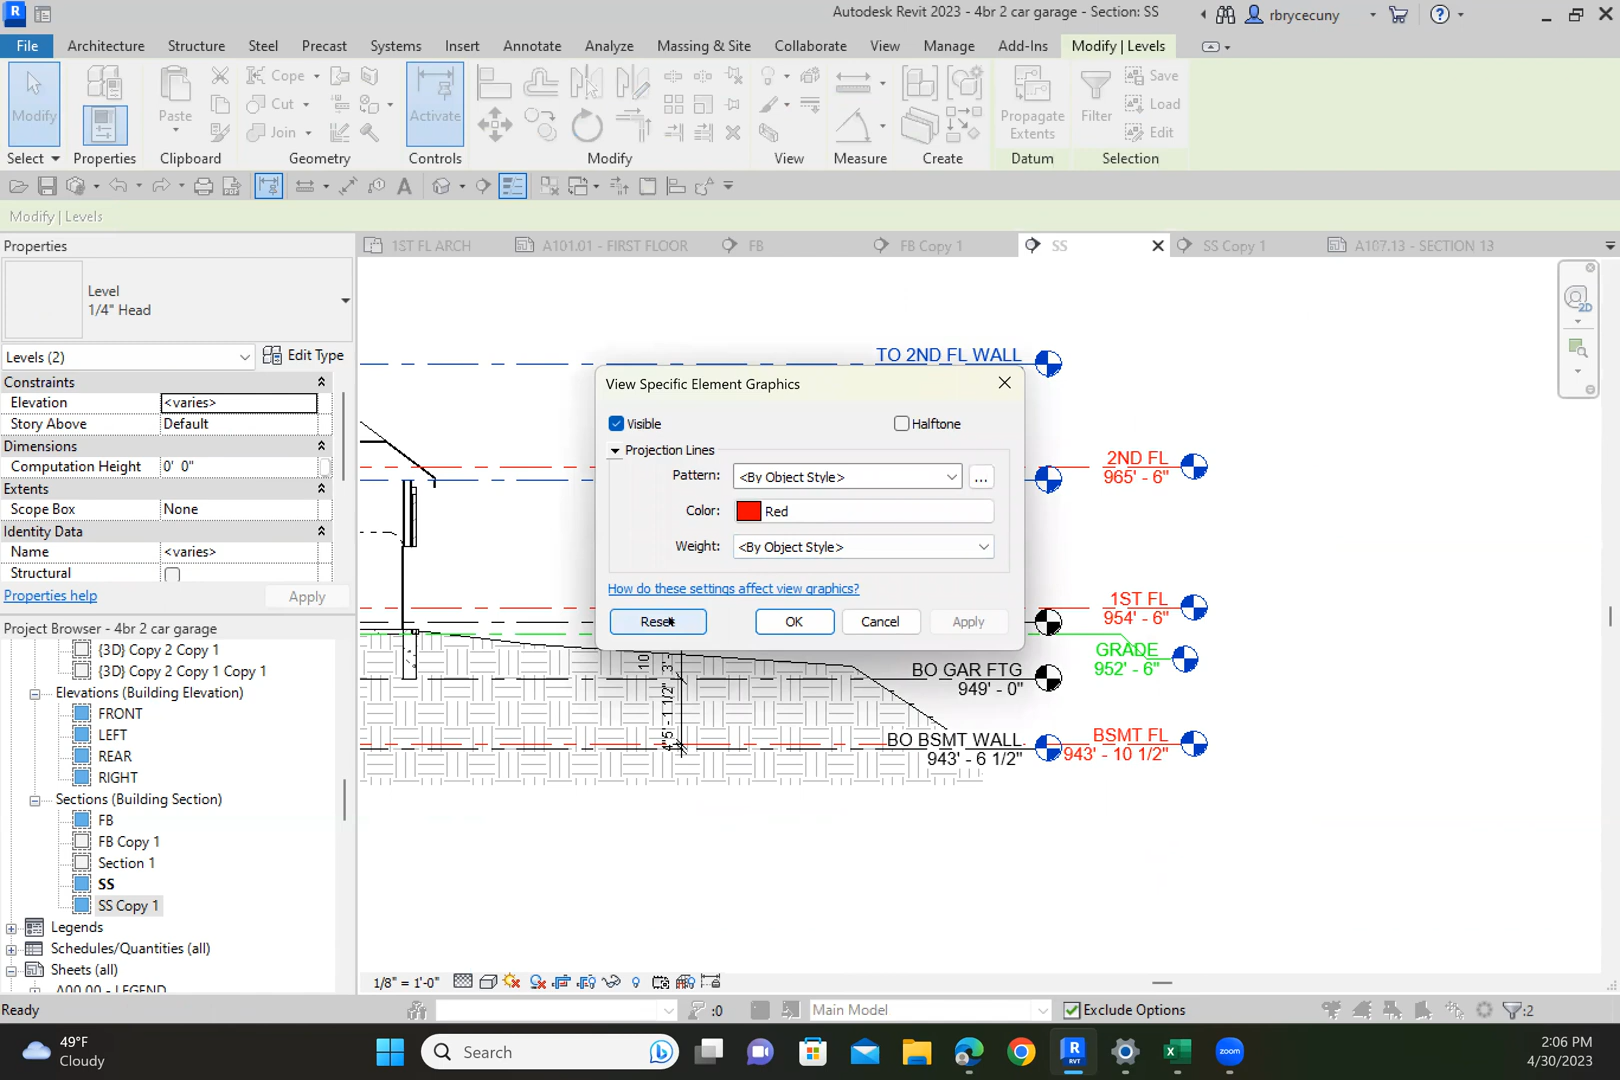 Autodesk Revit 2023 - 4br 2 car garage - Section: SS
rbrycecuny
File Architecture Structure Steel Precast Systems Insert Annotate Analyze Massing & Site Collaborate View Manage Add-Ins Modify | Levels
Modify
Paste
Cope
Cut
Join
Activate
Propagate
Extents
Filter
Save
Load
Edit
Select Properties Clipboard Geometry Controls Modify View Measure Create Datum Selection
Modify | Levels
Properties
1ST FL ARCH A101.01 - FIRST FLOOR FB FB Copy 1 SS SS Copy 1 A107.13 - SECTION 13
Level
1/4" Head
Levels (2) Edit Type
Constraints
Elevation <varies>
Story Above Default
Dimensions
Computation Height 0' 0"
Extents
Scope Box None
Identity Data
Name <varies>
Structural
Properties help Apply
Project Browser - 4br 2 car garage
{3D} Copy 2 Copy 1
{3D} Copy 2 Copy 1 Copy 1
Elevations (Building Elevation)
FRONT
LEFT
REAR
RIGHT
Sections (Building Section)
FB
FB Copy 1
Section 1
SS
SS Copy 1
Legends
Schedules/Quantities (all)
Sheets (all)
A00.00 - LEGEND
TO 2ND FL WALL
2ND FL
965' - 6"
1ST FL
954' - 6"
GRADE
952' - 6"
BO GAR FTG
949' - 0"
BO BSMT WALL
943' - 6 1/2"
BSMT FL
943' - 10 1/2"
5' - 1 1/2"
View Specific Element Graphics
Visible Halftone
Projection Lines
Pattern: <By Object Style> ...
Color: Red
Weight: <By Object Style>
How do these settings affect view graphics?
Reset OK Cancel Apply
2D
1/8" = 1'-0"
Ready :0 Main Model Exclude Options :2
49°F
Cloudy
Search
zoom
2:06 PM
4/30/2023